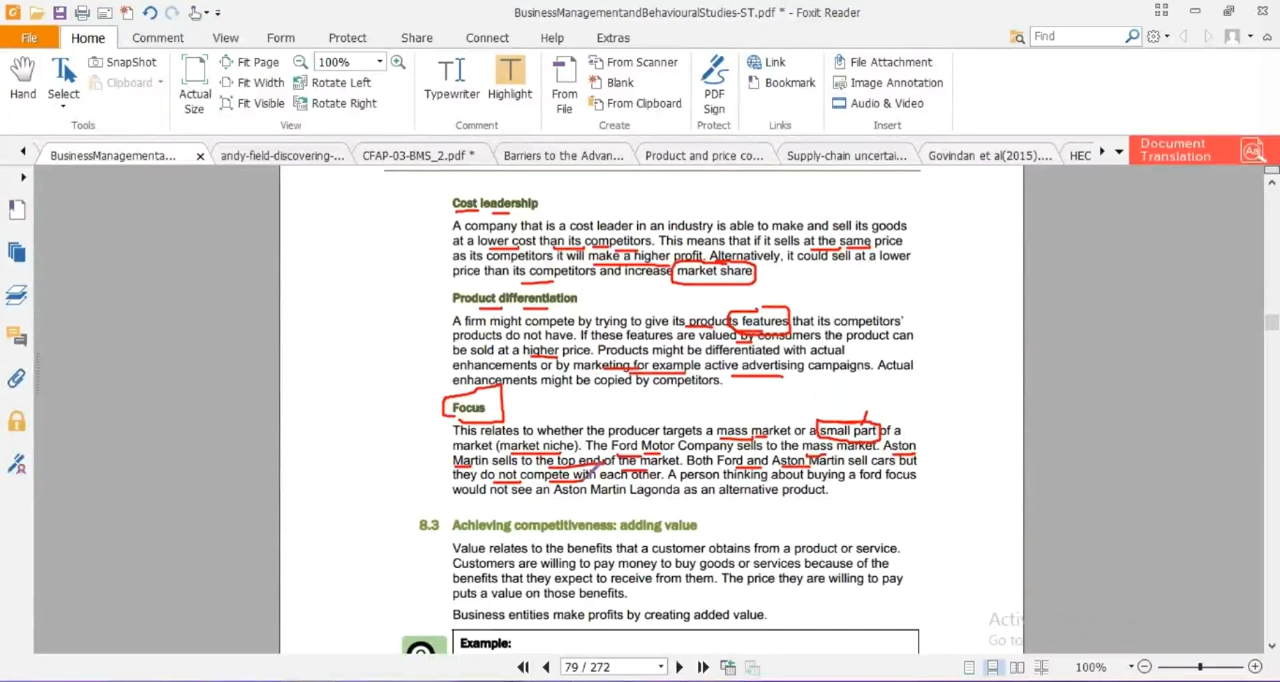 BusinessManagementandBehaviouralStudies-ST.pdf * - Foxit Reader
File Home Comment View Form Protect Share Connect Help Extras Find
Hand
Select
SnapShot
Clipboard
Tools
Actual Size
Fit Page
Fit Width
Fit Visible
100%
Rotate Left
Rotate Right
View
Typewriter
Highlight
Comment
From File
From Scanner
Blank
From Clipboard
Create
PDF Sign
Protect
Link
Bookmark
Links
File Attachment
Image Annotation
Audio & Video
Insert
BusinessManagementa... x andy-field-discovering-... CFAP-03-BMS_2.pdf * Barriers to the Advan... Product and price co... Supply-chain uncertai... Govindan et al(2015).... HEC
Document Translation
Cost leadership
A company that is a cost leader in an industry is able to make and sell its goods
at a lower cost than its competitors. This means that if it sells at the same price
as its competitors it will make a higher profit. Alternatively, it could sell at a lower
price than its competitors and increase market share
Product differentiation
A firm might compete by trying to give its products features that its competitors'
products do not have. If these features are valued by consumers the product can
be sold at a higher price. Products might be differentiated with actual
enhancements or by marketing for example active advertising campaigns. Actual
enhancements might be copied by competitors.
Focus
This relates to whether the producer targets a mass market or a small part of a
market (market niche). The Ford Motor Company sells to the mass market. Aston
Martin sells to the top end of the market. Both Ford and Aston Martin sell cars but
they do not compete with each other. A person thinking about buying a ford focus
would not see an Aston Martin Lagonda as an alternative product.
8.3 Achieving competitiveness: adding value
Value relates to the benefits that a customer obtains from a product or service.
Customers are willing to pay money to buy goods or services because of the
benefits that they expect to receive from them. The price they are willing to pay
puts a value on those benefits.
Business entities make profits by creating added value.
Example:
Activ
Go to
79 / 272
100%